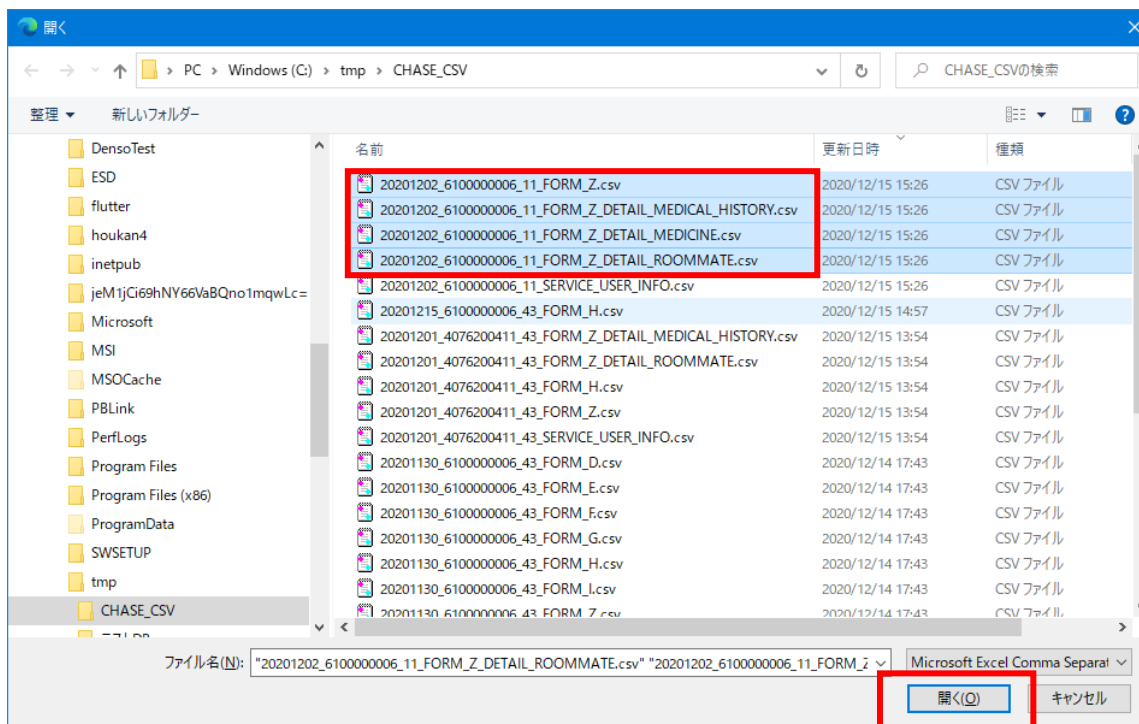 開く
PC > Windows (C:) > tmp > CHASE_CSV
CHASE_CSVの検索
整理 新しいフォルダー
DensoTest
ESD
flutter
houkan4
inetpub
jeM1jCi69hNY66VaBQno1mqwLc=
Microsoft
MSI
MSOCache
PBLink
PerfLogs
Program Files
Program Files (x86)
ProgramData
SWSETUP
tmp
CHASE_CSV
名前 更新日時 種類
20201202_6100000006_11_FORM_Z.csv 2020/12/15 15:26 CSV ファイル
20201202_6100000006_11_FORM_Z_DETAIL_MEDICAL_HISTORY.csv 2020/12/15 15:26 CSV ファイル
20201202_6100000006_11_FORM_Z_DETAIL_MEDICINE.csv 2020/12/15 15:26 CSV ファイル
20201202_6100000006_11_FORM_Z_DETAIL_ROOMMATE.csv 2020/12/15 15:26 CSV ファイル
20201202_6100000006_11_SERVICE_USER_INFO.csv 2020/12/15 15:26 CSV ファイル
20201215_6100000006_43_FORM_H.csv 2020/12/15 14:57 CSV ファイル
20201201_4076200411_43_FORM_Z_DETAIL_MEDICAL_HISTORY.csv 2020/12/15 13:54 CSV ファイル
20201201_4076200411_43_FORM_Z_DETAIL_ROOMMATE.csv 2020/12/15 13:54 CSV ファイル
20201201_4076200411_43_FORM_H.csv 2020/12/15 13:54 CSV ファイル
20201201_4076200411_43_FORM_Z.csv 2020/12/15 13:54 CSV ファイル
20201201_4076200411_43_SERVICE_USER_INFO.csv 2020/12/15 13:54 CSV ファイル
20201130_6100000006_43_FORM_D.csv 2020/12/14 17:43 CSV ファイル
20201130_6100000006_43_FORM_E.csv 2020/12/14 17:43 CSV ファイル
20201130_6100000006_43_FORM_F.csv 2020/12/14 17:43 CSV ファイル
20201130_6100000006_43_FORM_G.csv 2020/12/14 17:43 CSV ファイル
20201130_6100000006_43_FORM_H.csv 2020/12/14 17:43 CSV ファイル
20201130_6100000006_43_FORM_I.csv 2020/12/14 17:43 CSV ファイル
20201130_6100000006_43_FORM_Z.csv 2020/12/14 17:43 CSV ファイル
ファイル名(N): "20201202_6100000006_11_FORM_Z_DETAIL_ROOMMATE.csv" "20201202_6100000006_11_FORM_Z Microsoft Excel Comma Separat
開く(O) キャンセル